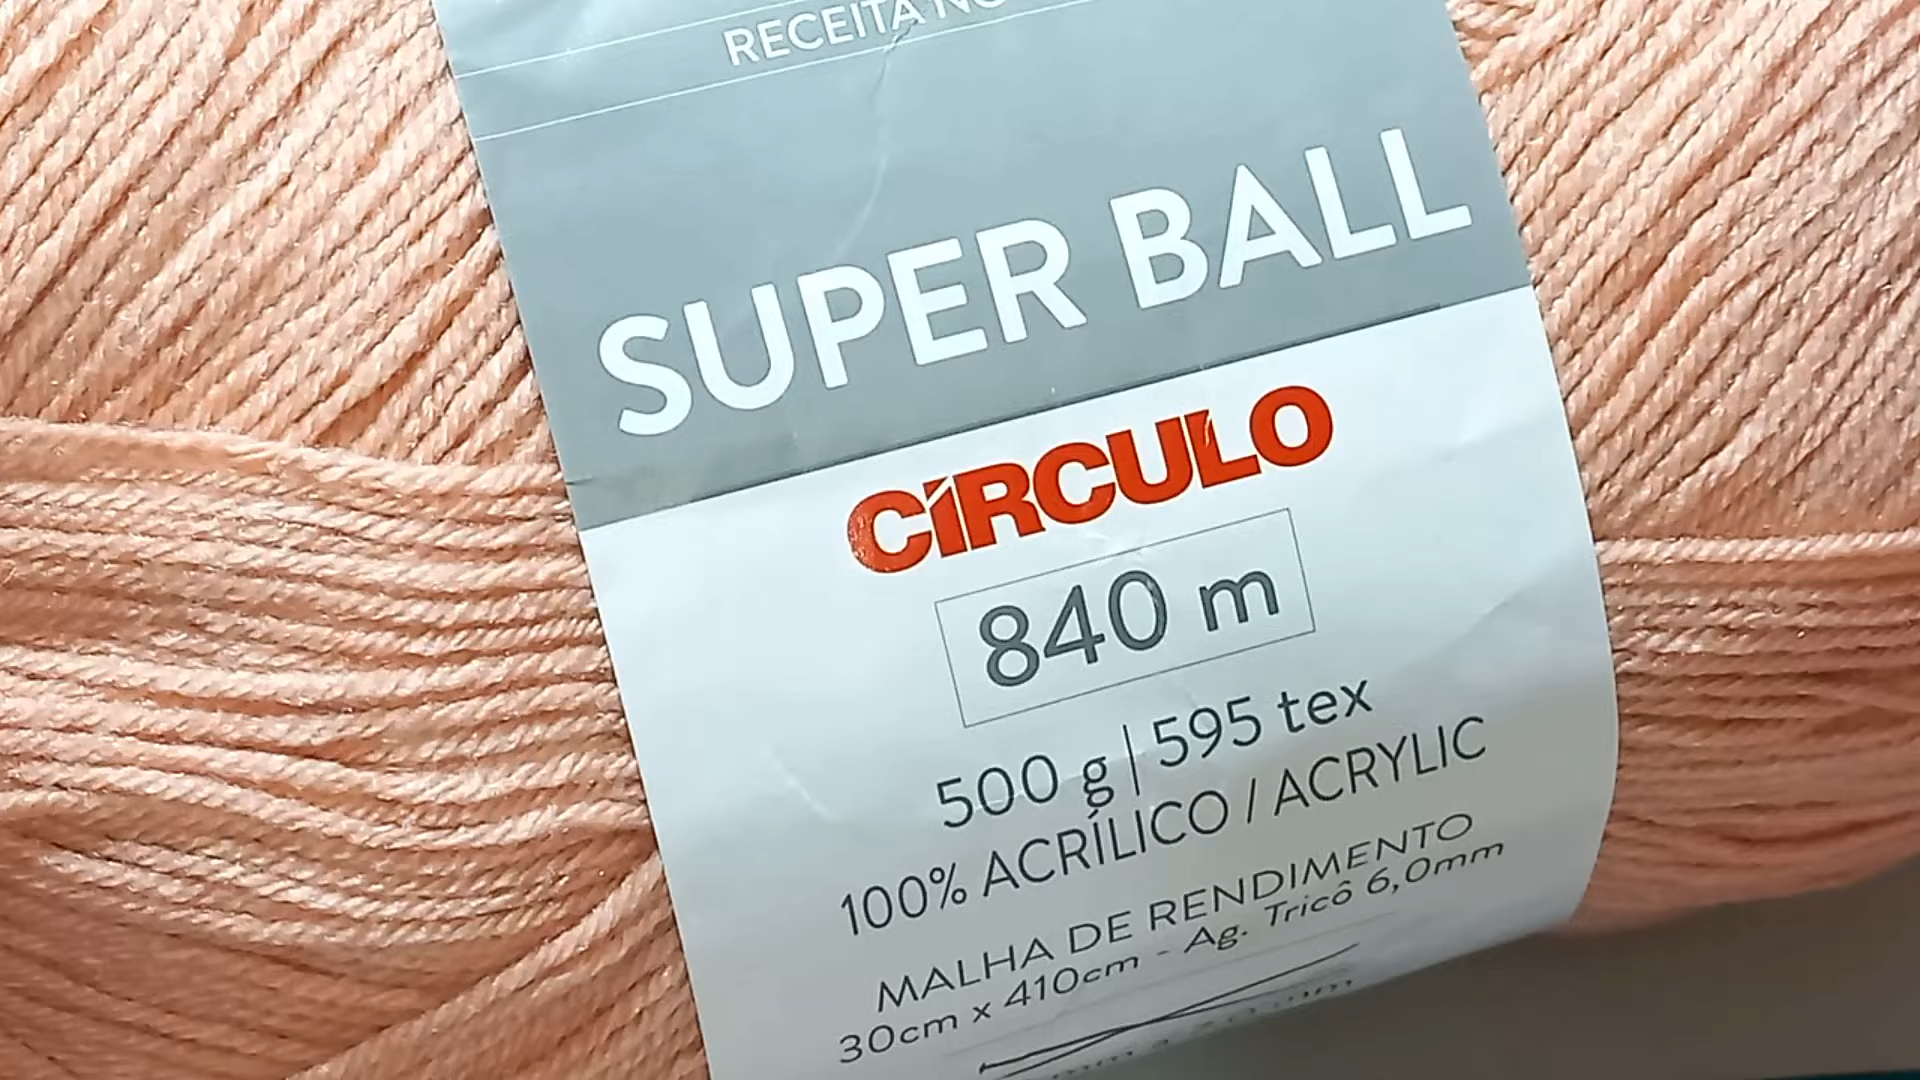 RECEITA
SUPER BALL
CÍRCULO
840 m
500 g | 595 tex
100% ACRÍLICO / ACRYLIC
MALHA DE RENDIMENTO
30cm x 410cm - Ag. Tricô 6,0mm